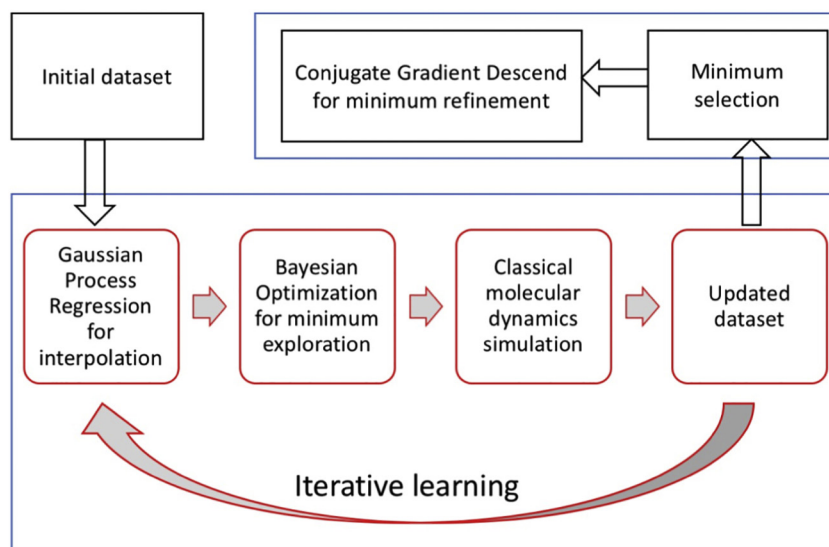 Initial dataset
Conjugate Gradient Descend
for minimum refinement
Minimum
selection
Gaussian
Process
Regression
for
interpolation
Bayesian
Optimization
for minimum
exploration
Classical
molecular
dynamics
simulation
Updated
dataset
Iterative learning